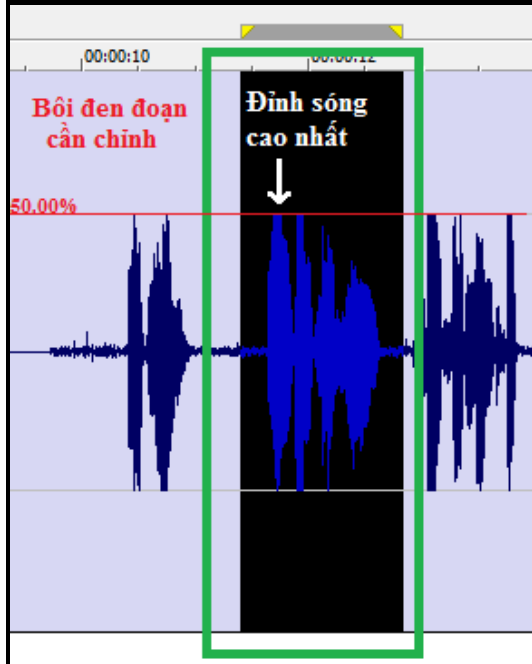 00:00:10
00:00:12
Bôi đen đoạn
cần chỉnh
Đỉnh sóng
cao nhất
50.00%